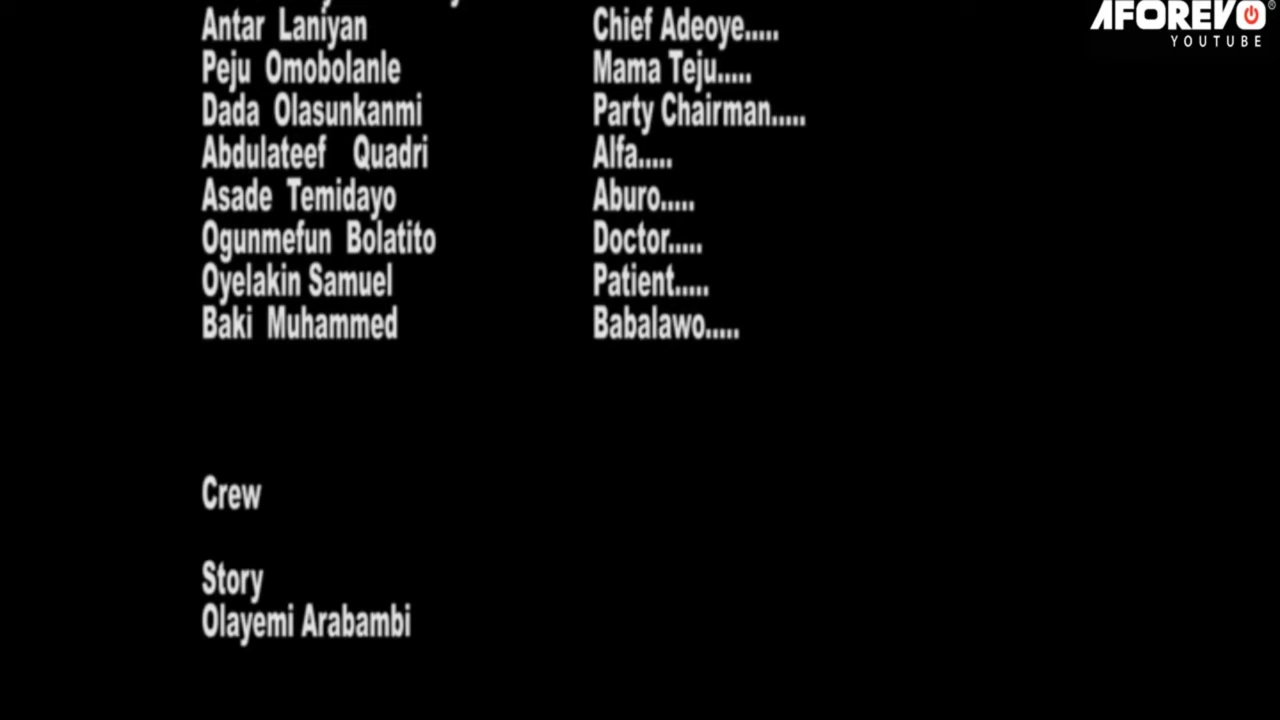 AFOREVO
YOUTUBE
Antar Laniyan Chief Adeoye.....
Peju Omobolanle Mama Teju.....
Dada Olasunkanmi Party Chairman.....
Abdulateef Quadri Alfa.....
Asade Temidayo Aburo.....
Ogunmefun Bolatito Doctor.....
Oyelakin Samuel Patient.....
Baki Muhammed Babalawo.....
Crew
Story
Olayemi Arabambi